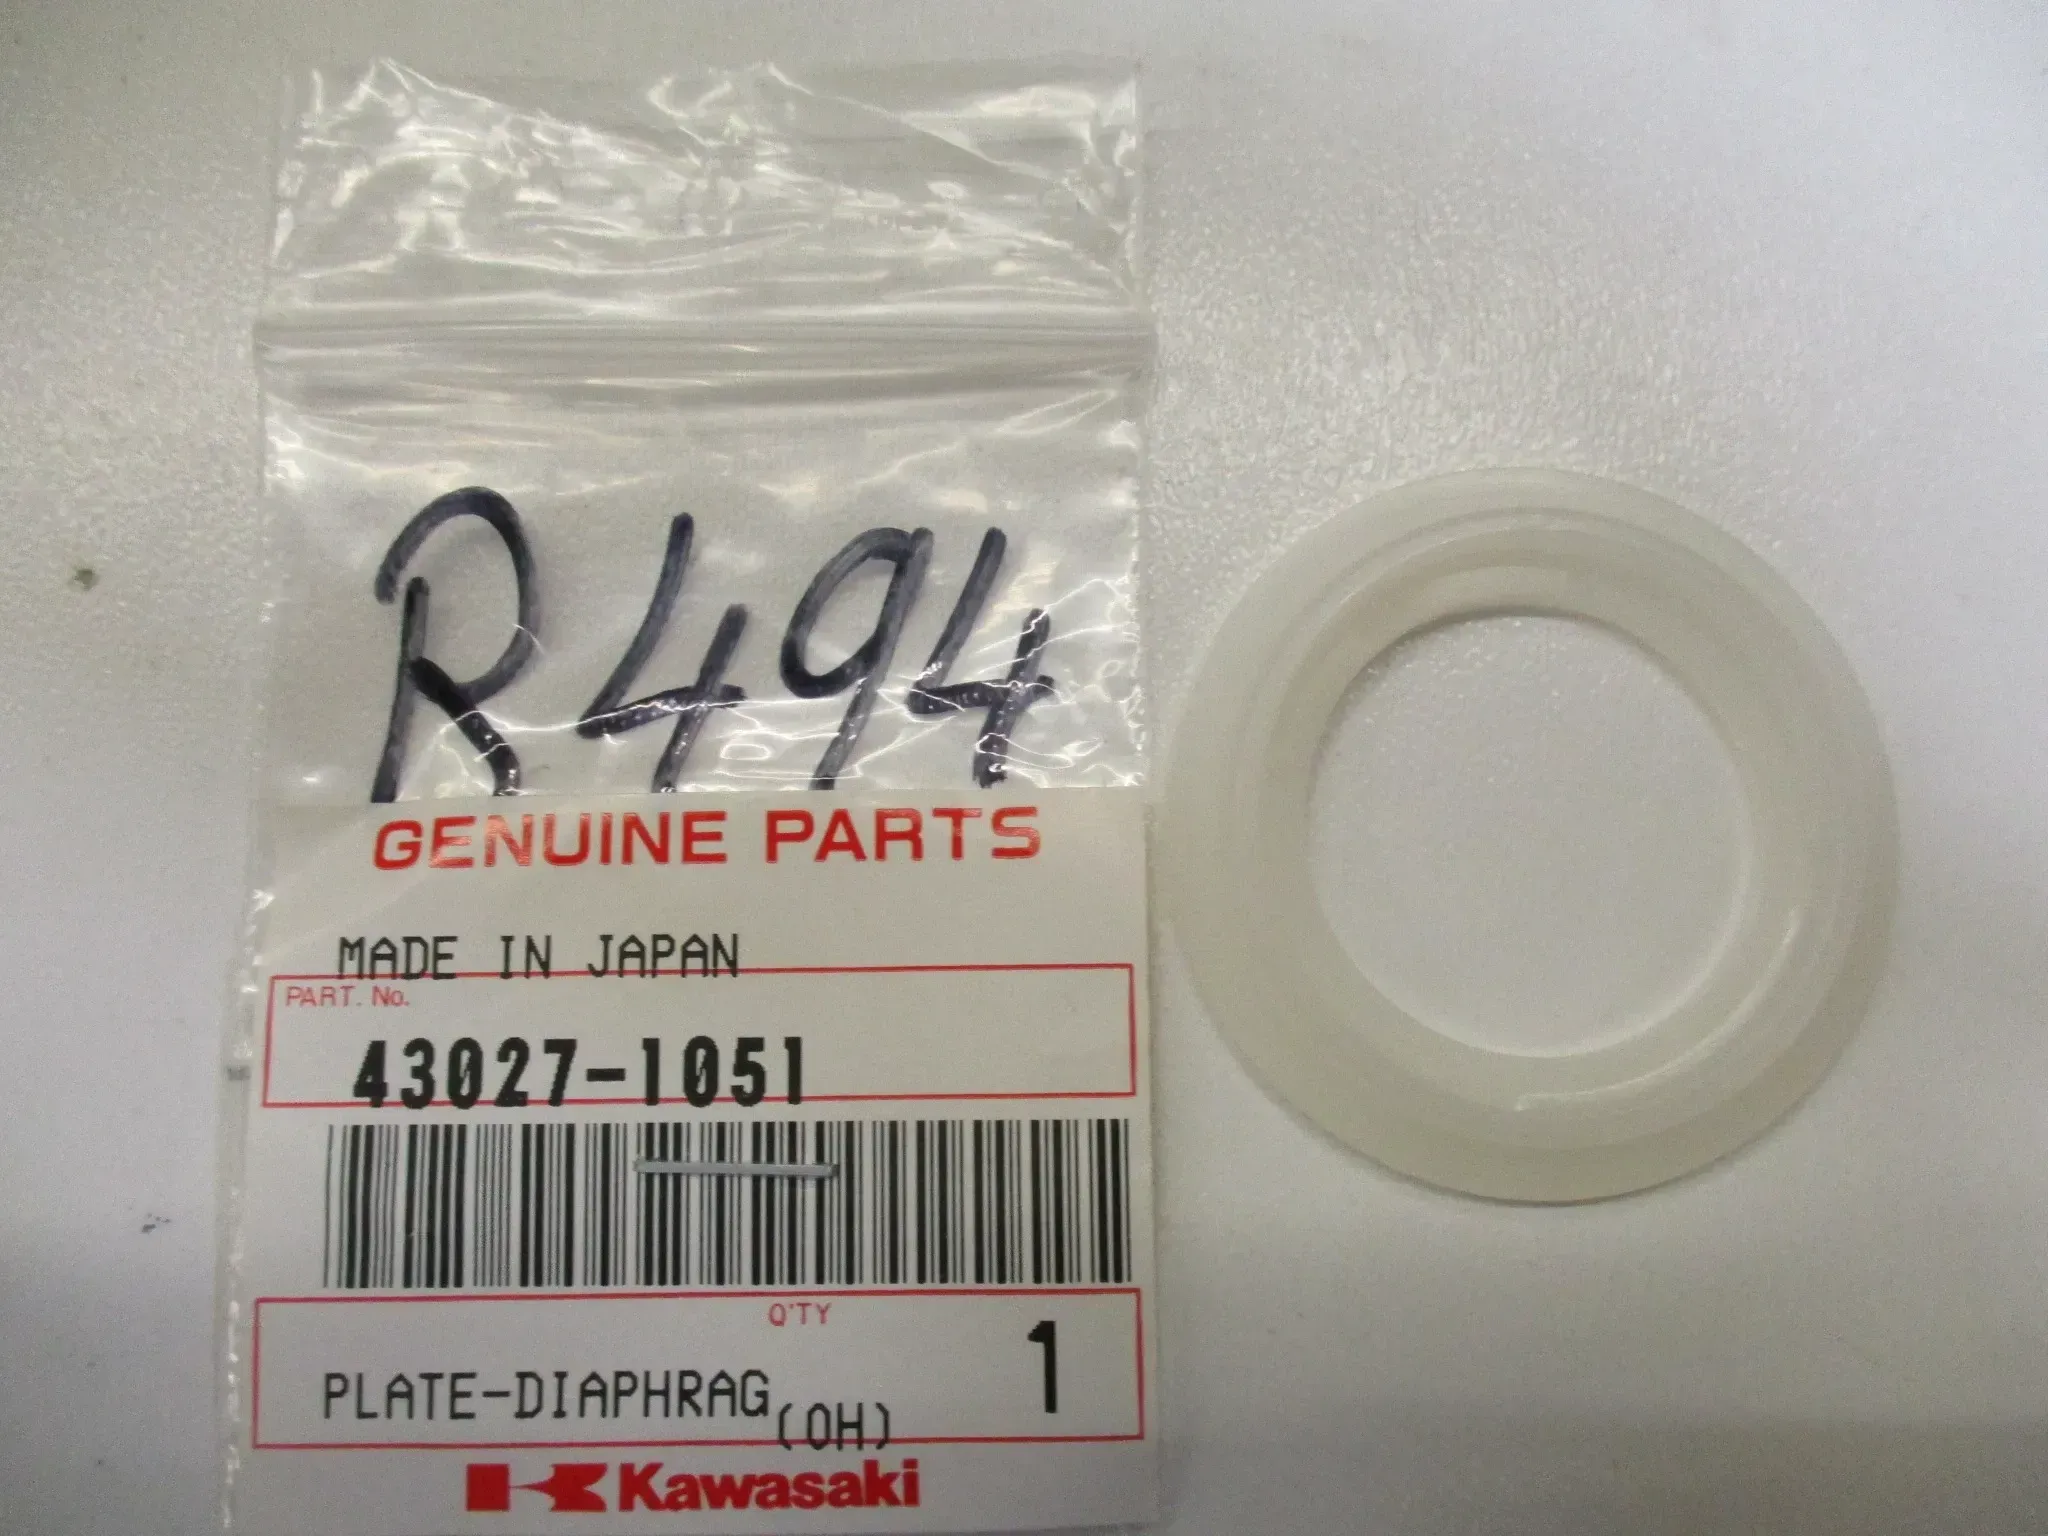 R494
GENUINE PARTS
MADE IN JAPAN
PART. No.
43027-1051
Q'TY
1
PLATE-DIAPHRAG(OH)
Kawasaki